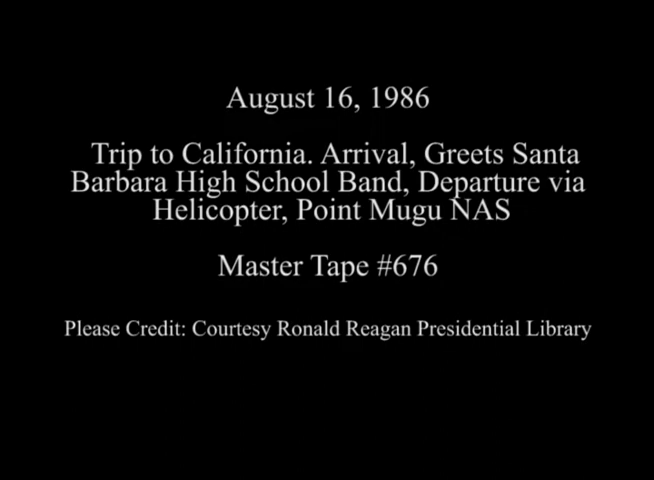 August 16, 1986
Trip to California. Arrival, Greets Santa
Barbara High School Band, Departure via
Helicopter, Point Mugu NAS
Master Tape #676
Please Credit: Courtesy Ronald Reagan Presidential Library